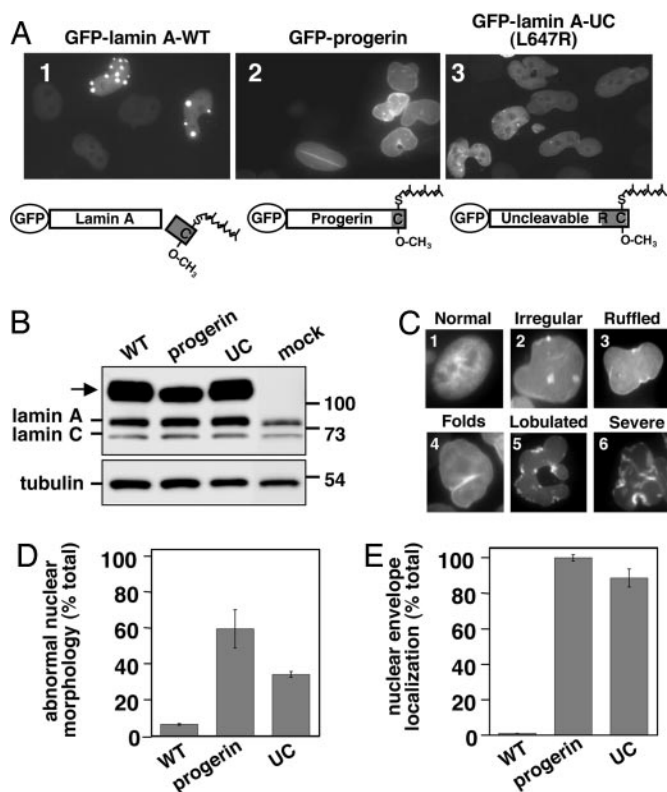 A
GFP-lamin A-WT
GFP-progerin
GFP-lamin A-UC
(L647R)
1
2
3
GFP
Lamin A
C
S
O-CH3
GFP
Progerin
C
S
O-CH3
GFP
Uncleavable
R
C
S
O-CH3
B
WT
progerin
UC
mock
100
lamin A
lamin C
73
tubulin
54
C
Normal
Irregular
Ruffled
1
2
3
Folds
Lobulated
Severe
4
5
6
D
abnormal nuclear
morphology (% total)
100
80
60
40
20
0
WT
progerin
UC
E
nuclear envelope
localization (% total)
100
80
60
40
20
0
WT
progerin
UC